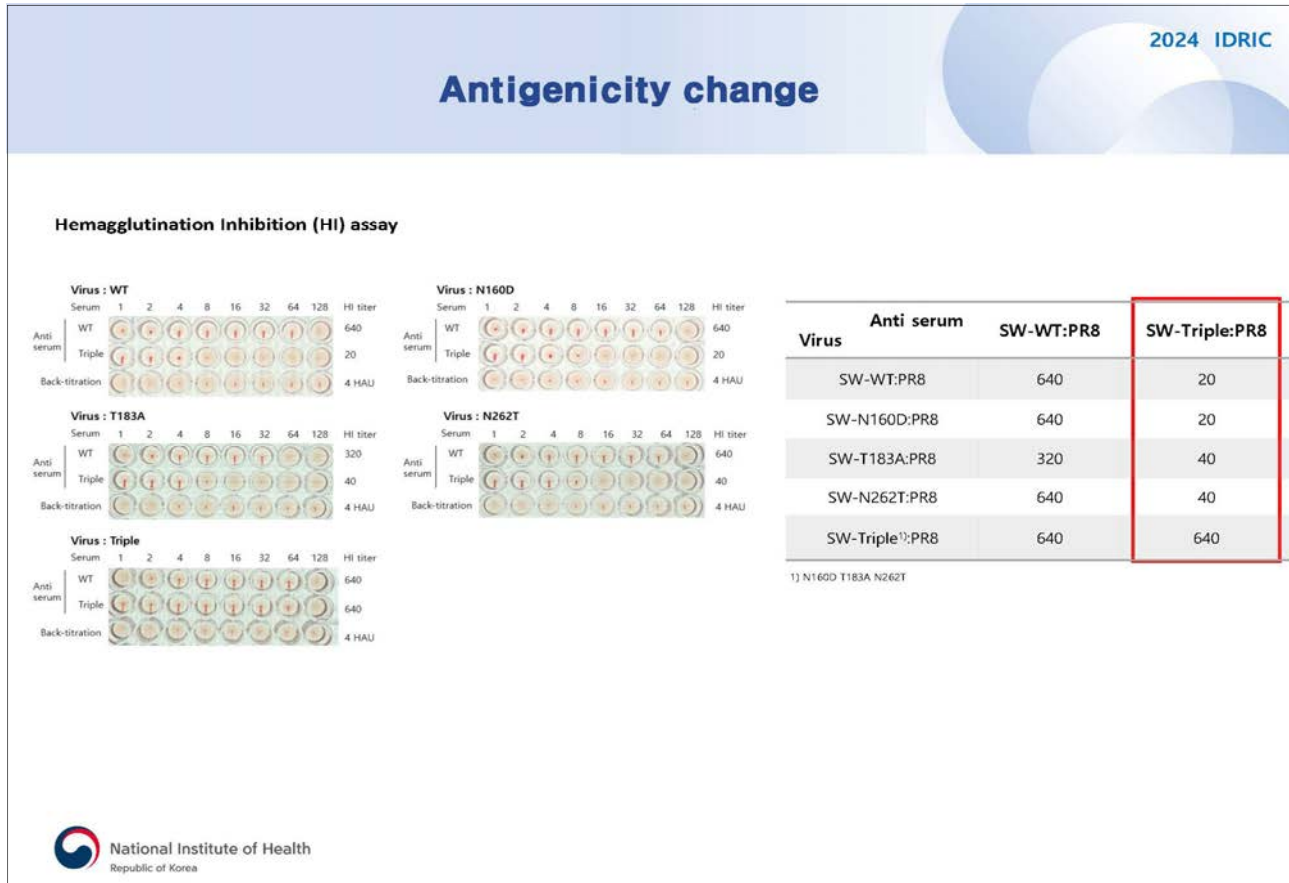 2024 IDRIC
Antigenicity change
Hemagglutination Inhibition (HI) assay
Virus : WT
Serum 1 2 4 8 16 32 64 128 HI titer
Anti serum
WT 640
Triple 20
Back-titration 4 HAU
Virus : N160D
Serum 1 2 4 8 16 32 64 128 HI titer
Anti serum
WT 640
Triple 20
Back-titration 4 HAU
Virus : T183A
Serum 1 2 4 8 16 32 64 128 HI titer
Anti serum
WT 320
Triple 40
Back-titration 4 HAU
Virus : N262T
Serum 1 2 4 8 16 32 64 128 HI titer
Anti serum
WT 640
Triple 40
Back-titration 4 HAU
Virus : Triple
Serum 1 2 4 8 16 32 64 128 HI titer
Anti serum
WT 640
Triple 640
Back-titration 4 HAU
Anti serum
Virus SW-WT:PR8 SW-Triple:PR8
SW-WT:PR8 640 20
SW-N160D:PR8 640 20
SW-T183A:PR8 320 40
SW-N262T:PR8 640 40
SW-Triple¹⁾:PR8 640 640
1) N160D T183A N262T
National Institute of Health
Republic of Korea